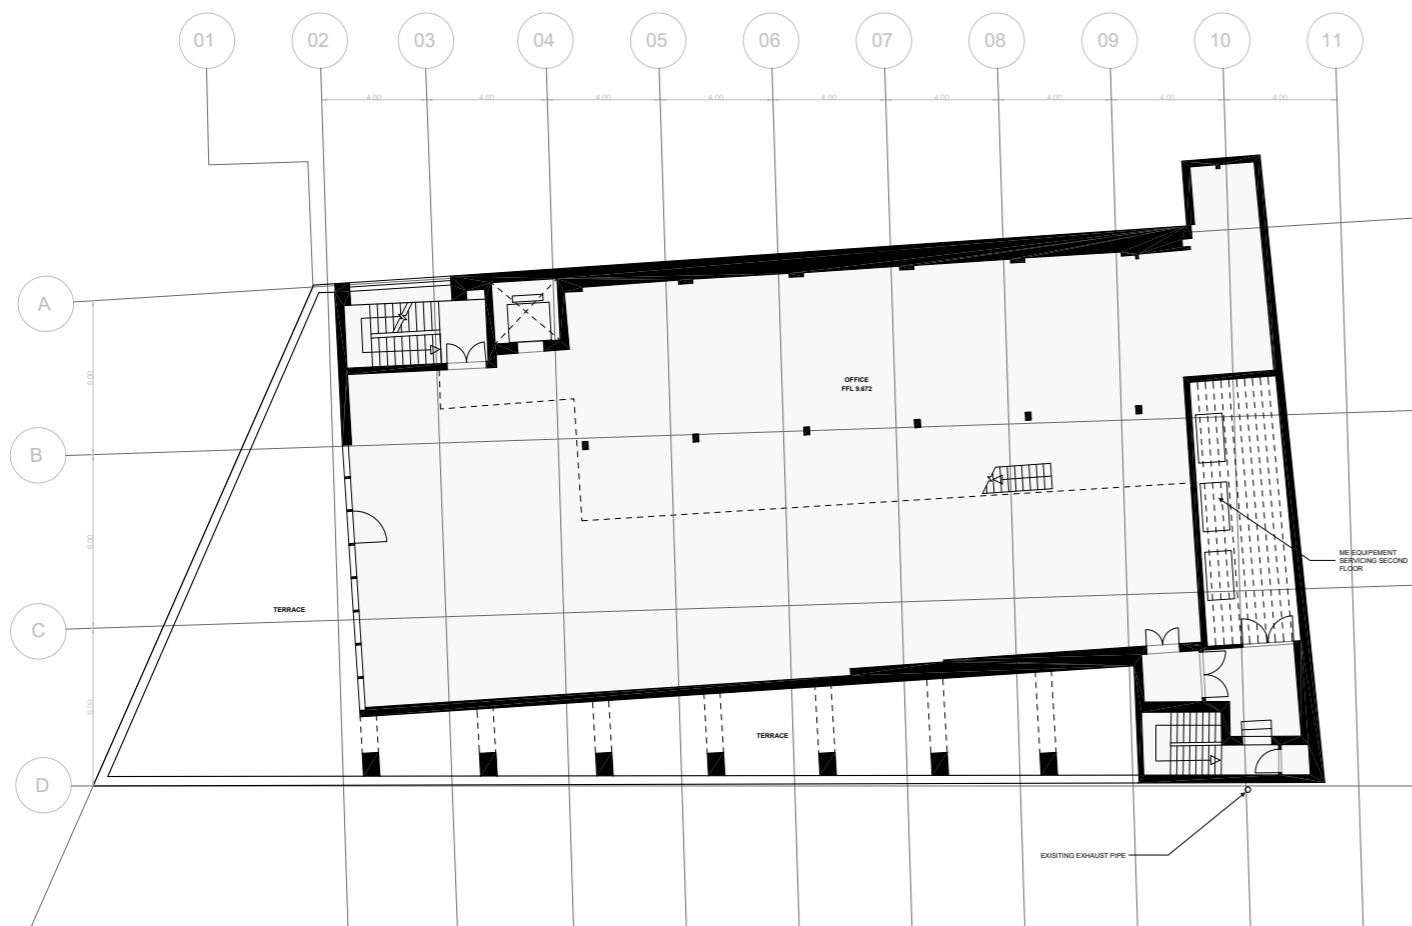 01 02 03 04 05 06 07 08 09 10 11
4.00 4.00 4.00 4.00 4.00 4.00 4.00 4.00 4.00
A
6.00
OFFICE
FFL 9.672
B
6.00
ME EQUIPEMENT
SERVICING SECOND
FLOOR
TERRACE
C
6.00
TERRACE
D
EXISITING EXHAUST PIPE